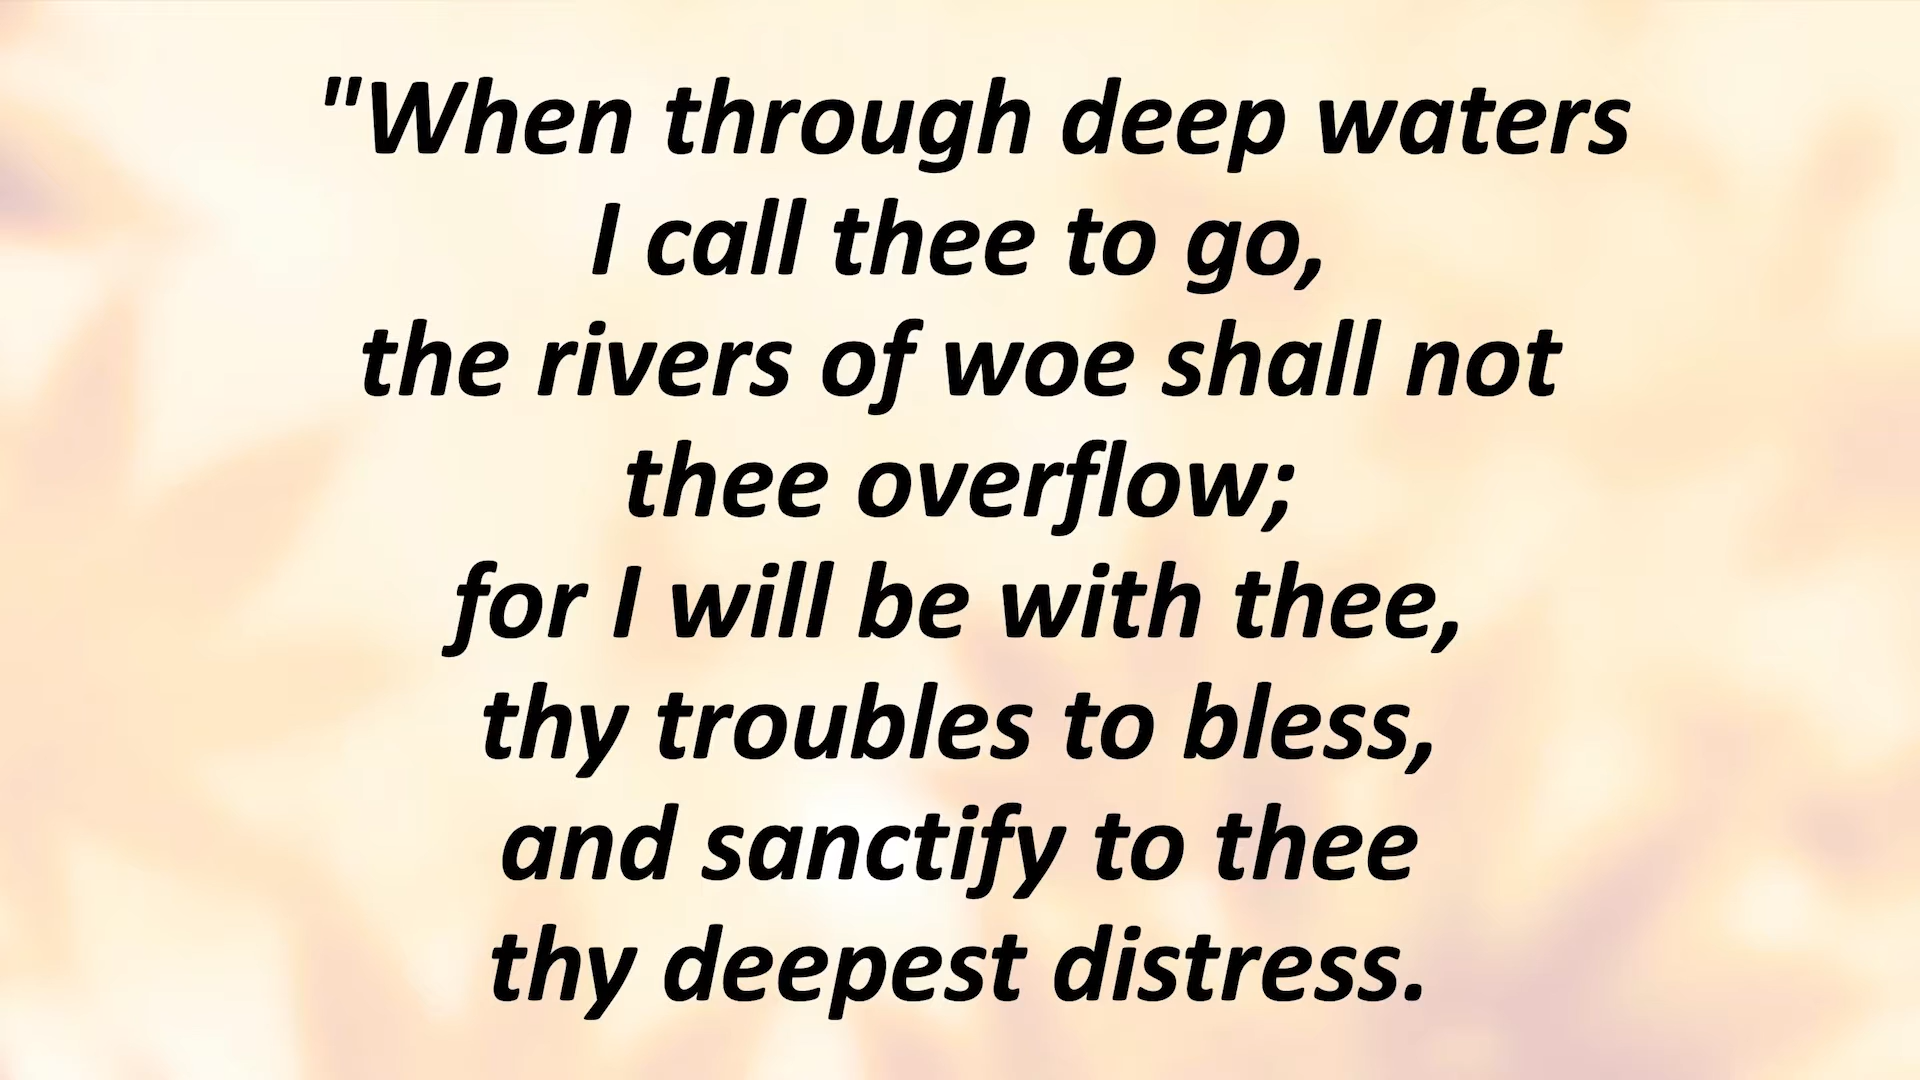 "When through deep waters
I call thee to go,
the rivers of woe shall not
thee overflow;
for I will be with thee,
thy troubles to bless,
and sanctify to thee
thy deepest distress.